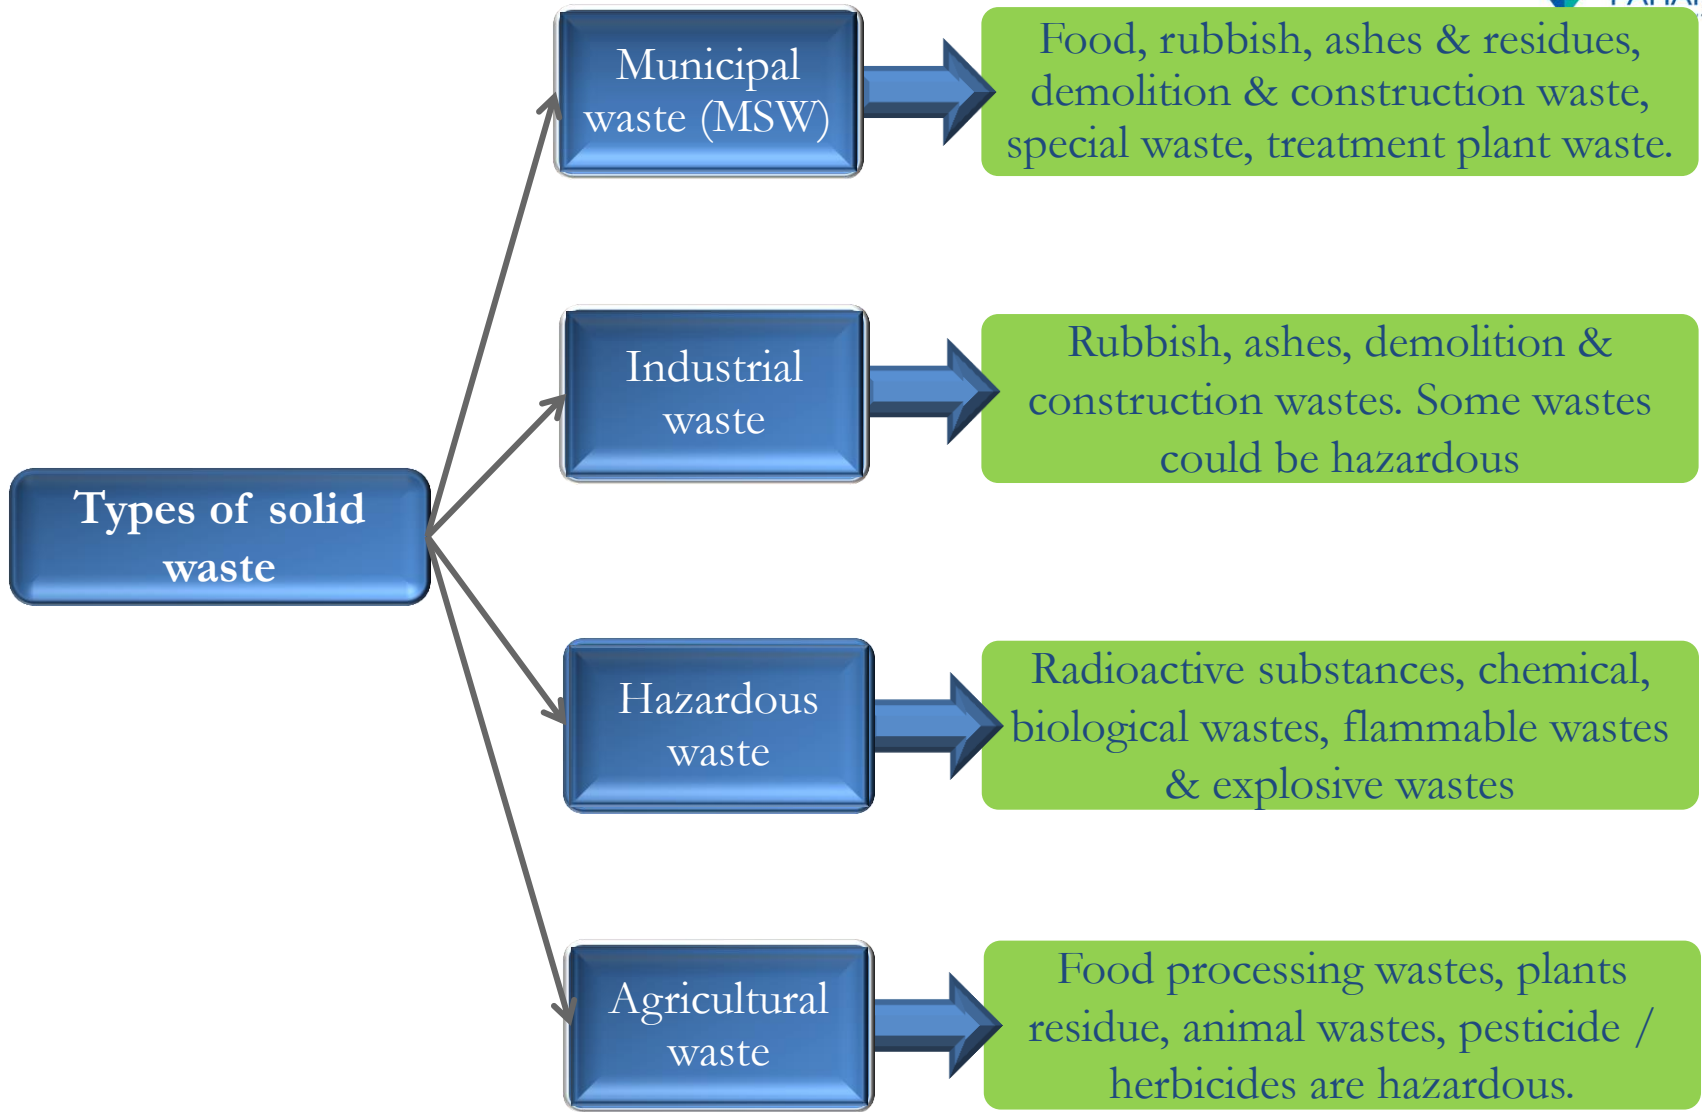 Municipal
waste (MSW)
Food, rubbish, ashes & residues,
demolition & construction waste,
special waste, treatment plant waste.
Industrial
waste
Rubbish, ashes, demolition &
construction wastes. Some wastes
could be hazardous
Types of solid
waste
Hazardous
waste
Radioactive substances, chemical,
biological wastes, flammable wastes
& explosive wastes
Agricultural
waste
Food processing wastes, plants
residue, animal wastes, pesticide /
herbicides are hazardous.